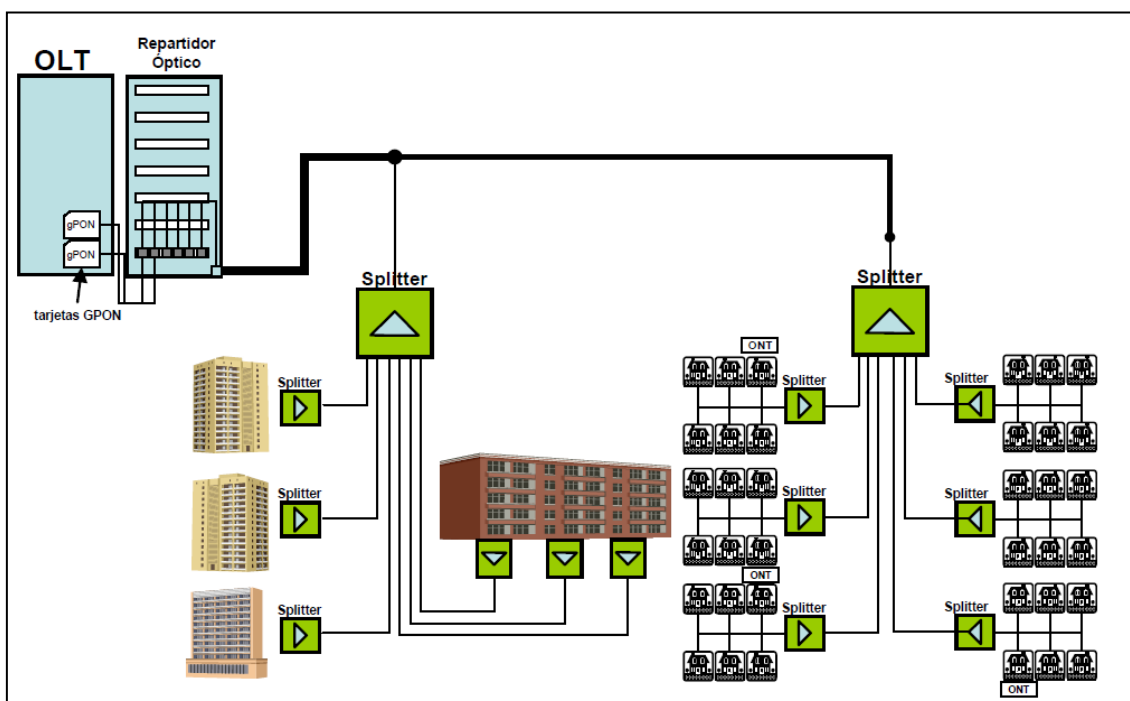 OLT
Repartidor
Óptico
gPON
gPON
tarjetas GPON
Splitter
Splitter
Splitter
Splitter
Splitter
ONT
Splitter
Splitter
Splitter
Splitter
ONT
Splitter
Splitter
ONT